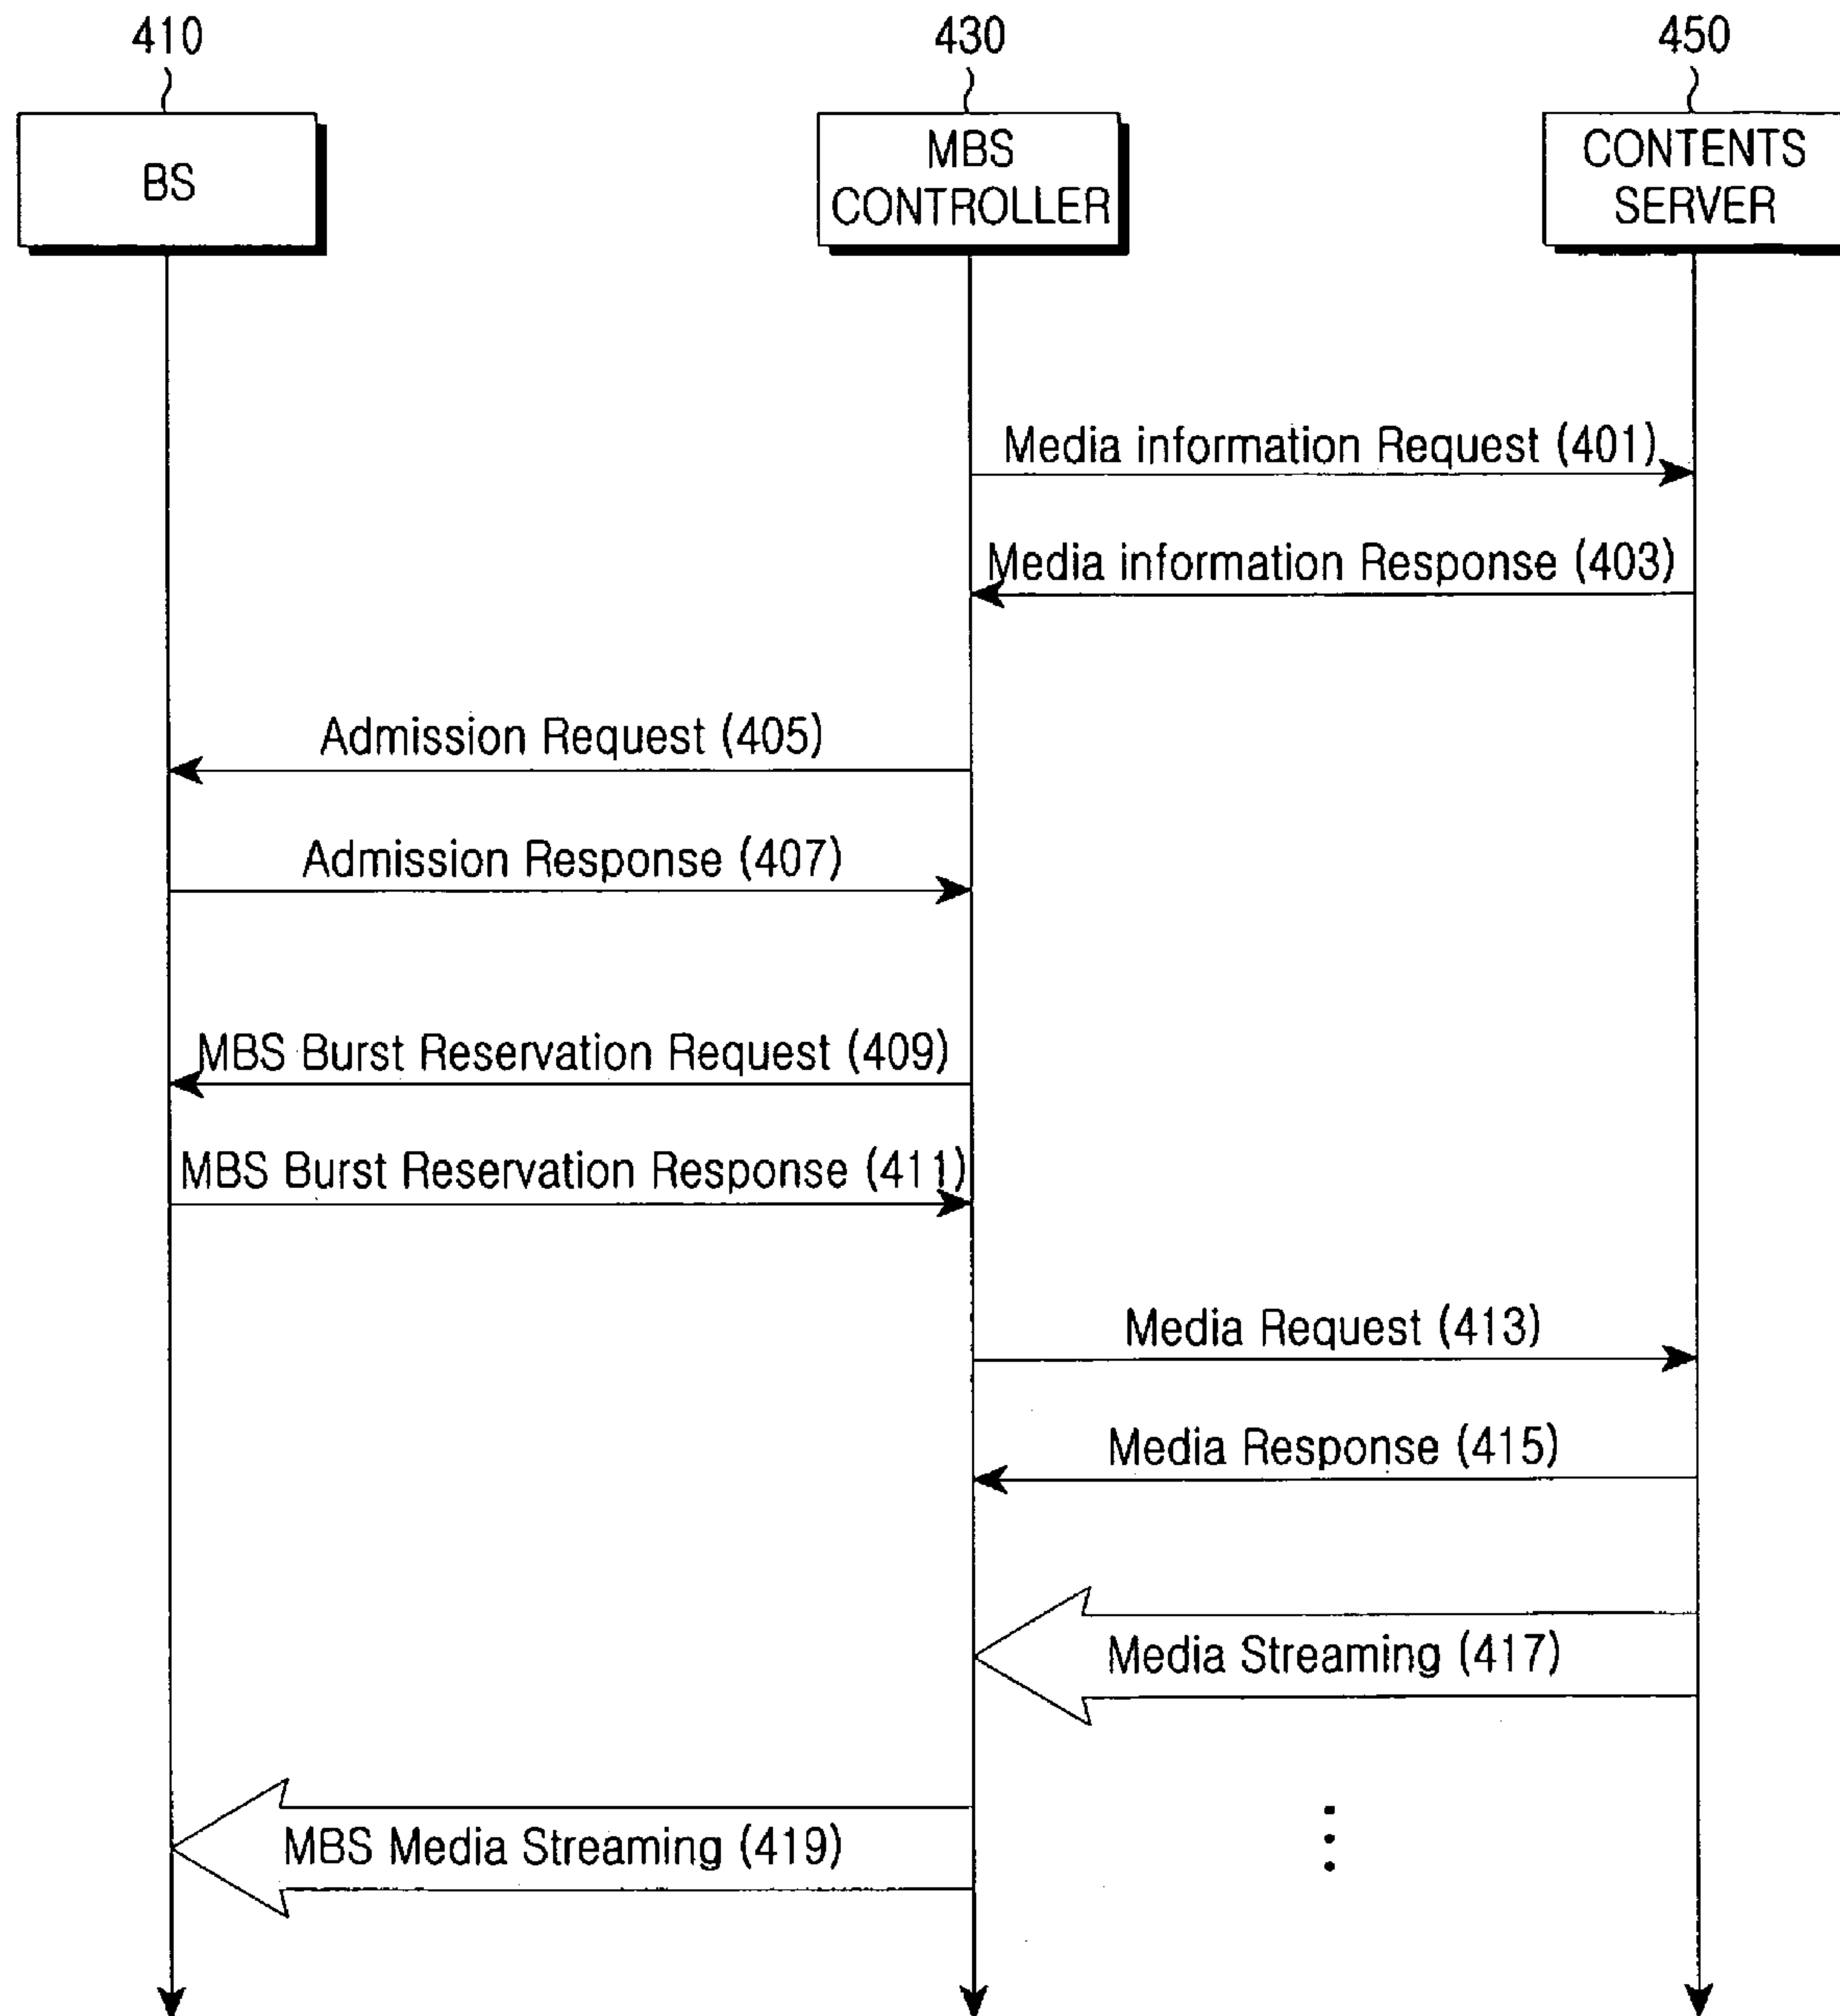 410
430
450
BS
MBS
CONTROLLER
CONTENTS
SERVER
Media information Request (401)
Media information Response (403)
Admission Request (405)
Admission Response (407)
MBS Burst Reservation Request (409)
MBS Burst Reservation Response (411)
Media Request (413)
Media Response (415)
Media Streaming (417)
MBS Media Streaming (419)